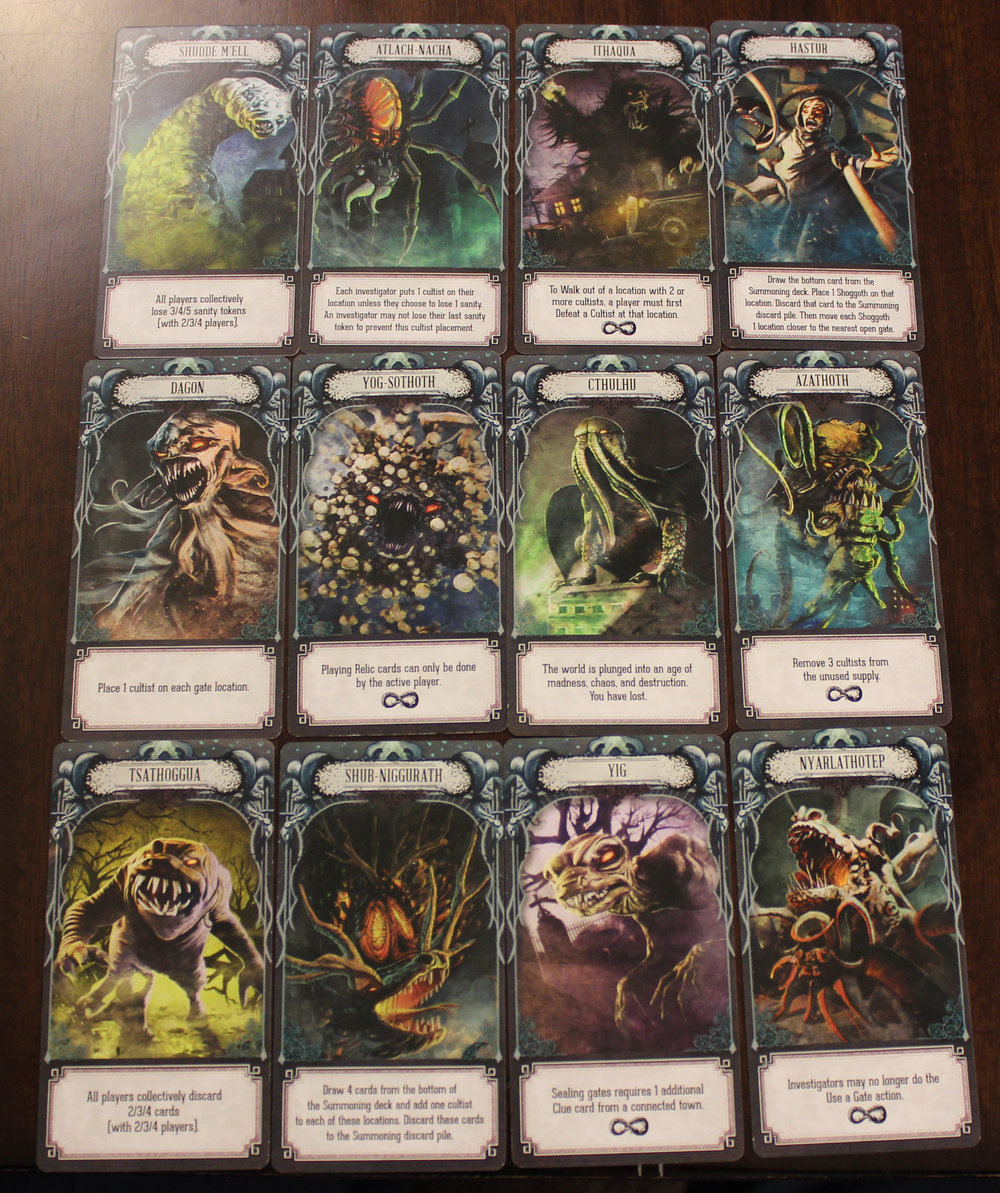 SHUDDE M'ELL
All players collectively
lose 3/4/5 sanity tokens
[with 2/3/4 players].
ATLACH-NACHA
Each investigator puts 1 cultist on their
location unless they choose to lose 1 sanity.
An investigator may not lose their last sanity
token to prevent this cultist placement.
ITHAQUA
To Walk out of a location with 2 or
more cultists, a player must first
Defeat a Cultist at that location.
HASTUR
Draw the bottom card from the
Summoning deck. Place 1 Shoggoth on that
location. Discard that card to the Summoning
discard pile. Then move each Shoggoth
1 location closer to the nearest open gate.
DAGON
Place 1 cultist on each gate location.
YOG-SOTHOTH
Playing Relic cards can only be done
by the active player.
CTHULHU
The world is plunged into an age of
madness, chaos, and destruction.
You have lost.
AZATHOTH
Remove 3 cultists from
the unused supply.
TSATHOGGUA
All players collectively discard
2/3/4 cards
[with 2/3/4 players].
SHUB-NIGGURATH
Draw 4 cards from the bottom of
the Summoning deck and add one cultist
to each of these locations. Discard these cards
to the Summoning discard pile.
YIG
Sealing gates requires 1 additional
Clue card from a connected town.
NYARLATHOTEP
Investigators may no longer do the
Use a Gate action.